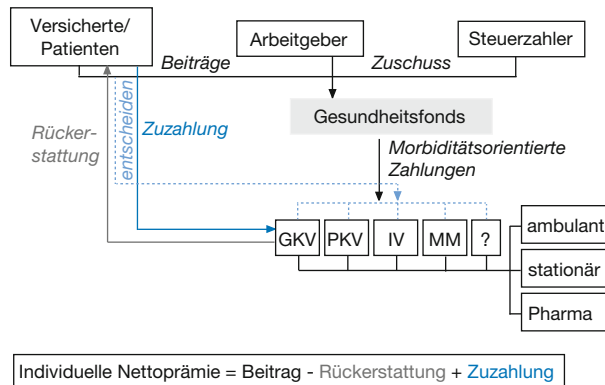 Versicherte/
Patienten
Arbeitgeber
Steuerzahler
Beiträge
Zuschuss
Rücker-
stattung
entscheiden
Zuzahlung
Gesundheitsfonds
Morbiditätsorientierte
Zahlungen
GKV
PKV
IV
MM
?
ambulant
stationär
Pharma
Individuelle Nettoprämie = Beitrag - Rückerstattung + Zuzahlung